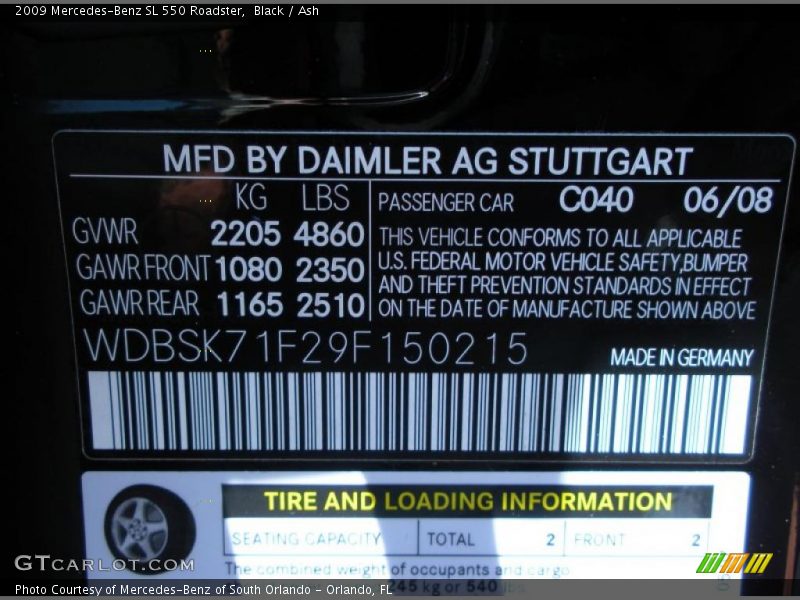 2009 Mercedes-Benz SL 550 Roadster, Black / Ash
MFD BY DAIMLER AG STUTTGART
KG LBS PASSENGER CAR C040 06/08
GVWR 2205 4860
GAWR FRONT 1080 2350
GAWR REAR 1165 2510
THIS VEHICLE CONFORMS TO ALL APPLICABLE
U.S. FEDERAL MOTOR VEHICLE SAFETY,BUMPER
AND THEFT PREVENTION STANDARDS IN EFFECT
ON THE DATE OF MANUFACTURE SHOWN ABOVE
WDBSK71F29F150215
MADE IN GERMANY
TIRE AND LOADING INFORMATION
SEATING CAPACITY TOTAL 2 FRONT 2
The combined weight of occupants and cargo
245 kg or 540 lbs
GTCARLOT.COM
Photo Courtesy of Mercedes-Benz of South Orlando - Orlando, FL